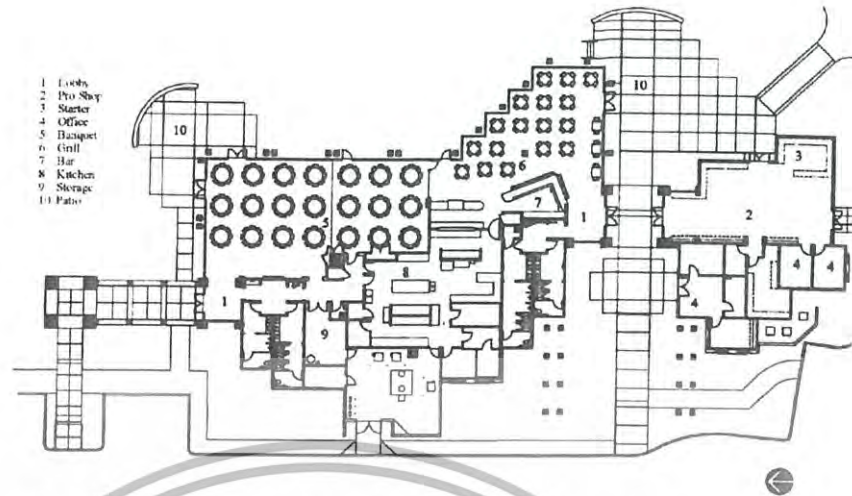 1 Lobby
2 Pro Shop
3 Starter
4 Office
5 Banquet
6 Grill
7 Bar
8 Kitchen
9 Storage
10 Patio
10
10
3
6
7
2
5
1
8
4
4
1
4
9